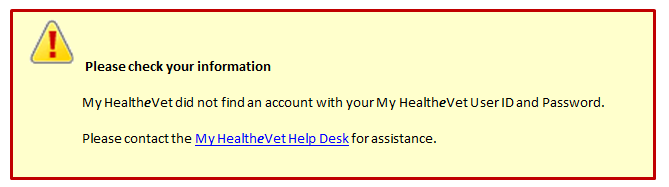 Please check your information
My HealtheVet did not find an account with your My HealtheVet User ID and Password.
Please contact the My HealtheVet Help Desk for assistance.